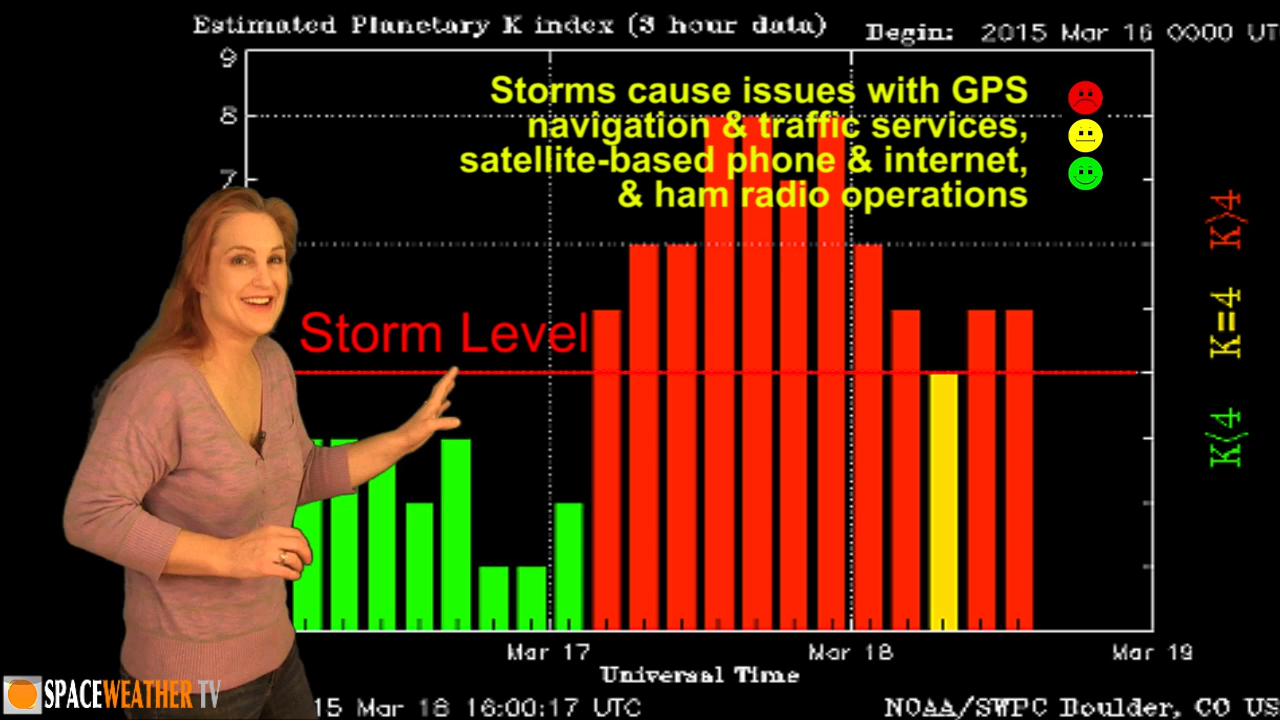 Estimated Planetary K index (3 hour data)
Begin: 2015 Mar 16 0000
9
Storms cause issues with GPS
8
navigation & traffic services,
satellite-based phone & internet,
7
& ham radio operations
K>4
K=4
K<4
Storm Level
Mar 17
Mar 18
Mar 19
Universal Time
SPACEWEATHER TV
15 Mar 18 16:00:17 UTC
NOAA/SWPC Boulder, CO US